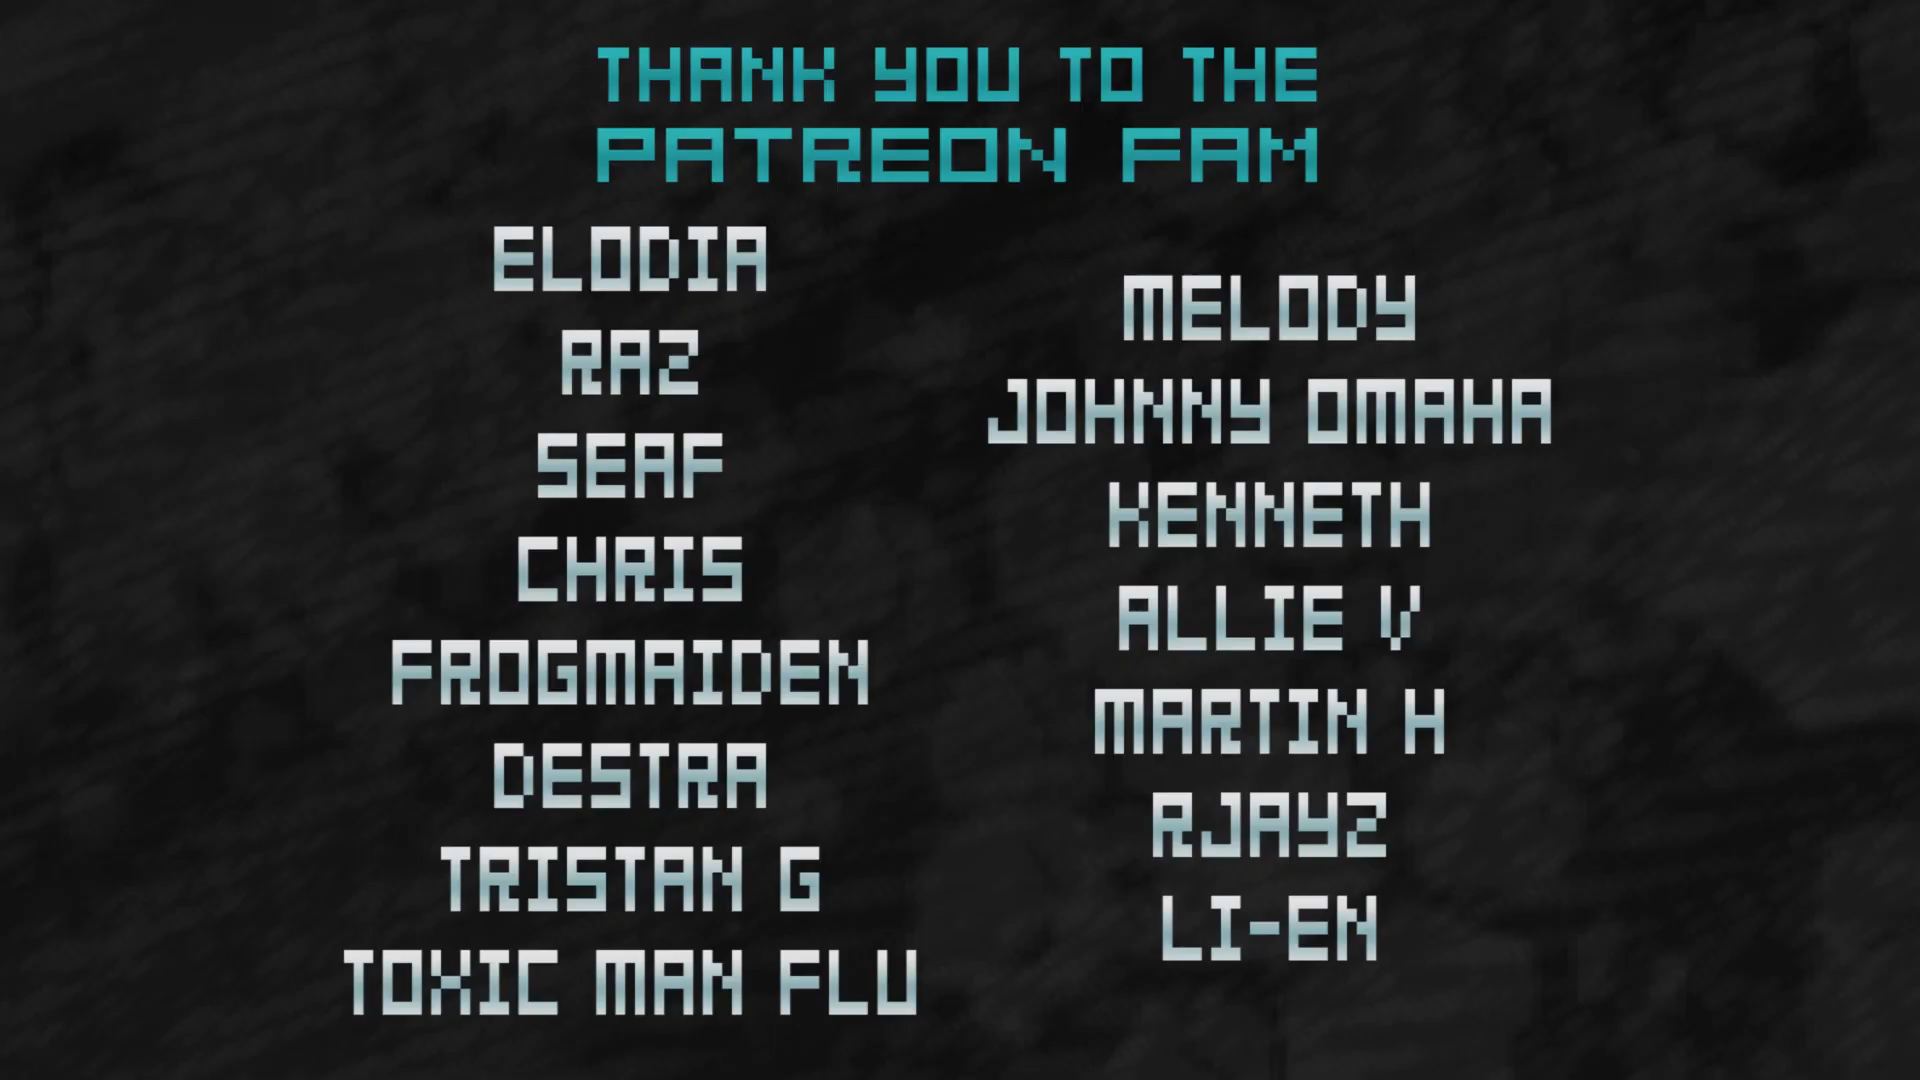 THANK YOU TO THE
PATREON FAM
ELODIA
RAZ
SEAF
CHRIS
FROGMAIDEN
DESTRA
TRISTAN G
TOXIC MAN FLU
MELODY
JOHNNY OMAHA
KENNETH
ALLIE V
MARTIN H
RJAYZ
LI-EN